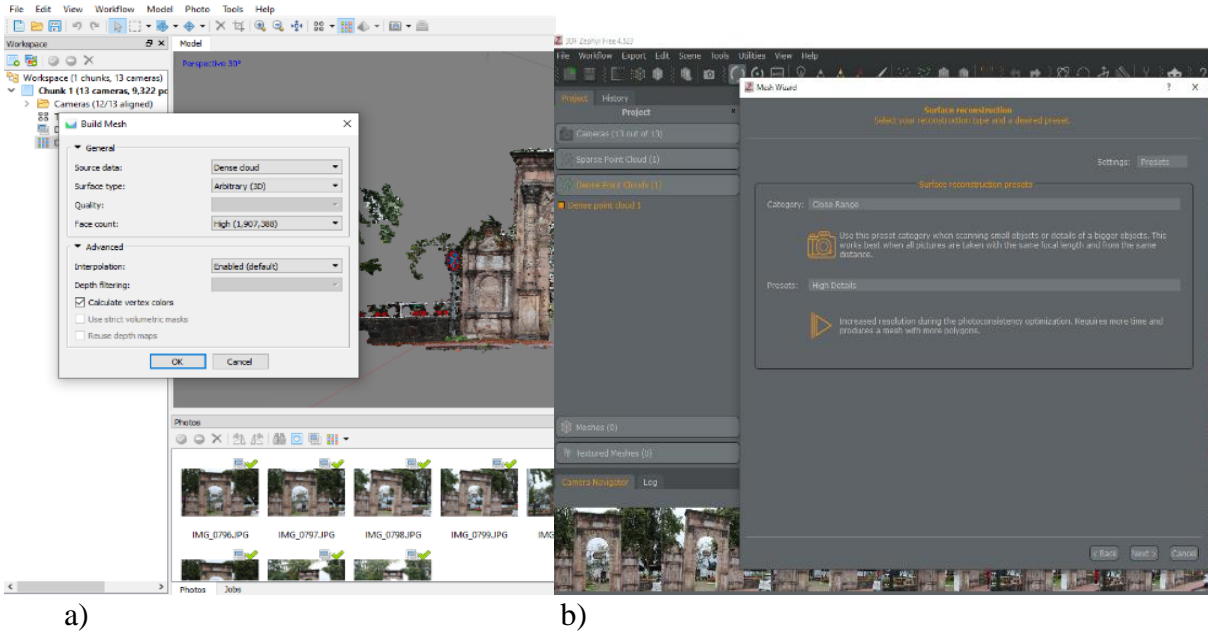 File Edit View Workflow Model Photo Tools Help
Workspace
Workspace (1 chunks, 13 cameras)
Chunk 1 (13 cameras, 9,322 po
Cameras (12/13 aligned)
Model
Perspective 30°
Build Mesh
General
Source data: Dense cloud
Surface type: Arbitrary (3D)
Quality:
Face count: High (1,907,388)
Advanced
Interpolation: Enabled (default)
Depth filtering:
Calculate vertex colors
Use strict volumetric masks
Reuse depth maps
OK Cancel
Photos
IMG_0796.JPG IMG_0797.JPG IMG_0798.JPG IMG_0799.JPG IMG
Photos Jobs
a)
3DF Zephyr Free 4.523
File Workflow Export Edit Scene Tools Utilities View Help
Project History
Project
Cameras (13 out of 13)
Sparse Point Cloud (1)
Dense Point Clouds (1)
Dense point cloud 1
Meshes (0)
Textured Meshes (0)
Camera Navigator Log
Mesh Wizard
Surface reconstruction
Select your reconstruction type and a desired preset.
Settings: Presets
Surface reconstruction presets
Category: Close Range
Use this preset category when scanning small objects or details of a bigger objects. This
works best when all pictures are taken with the same focal length and from the same
distance.
Presets: High Details
Increased resolution during the photoconsistency optimization. Requires more time and
produces a mesh with more polygons.
< Back Next > Cancel
b)